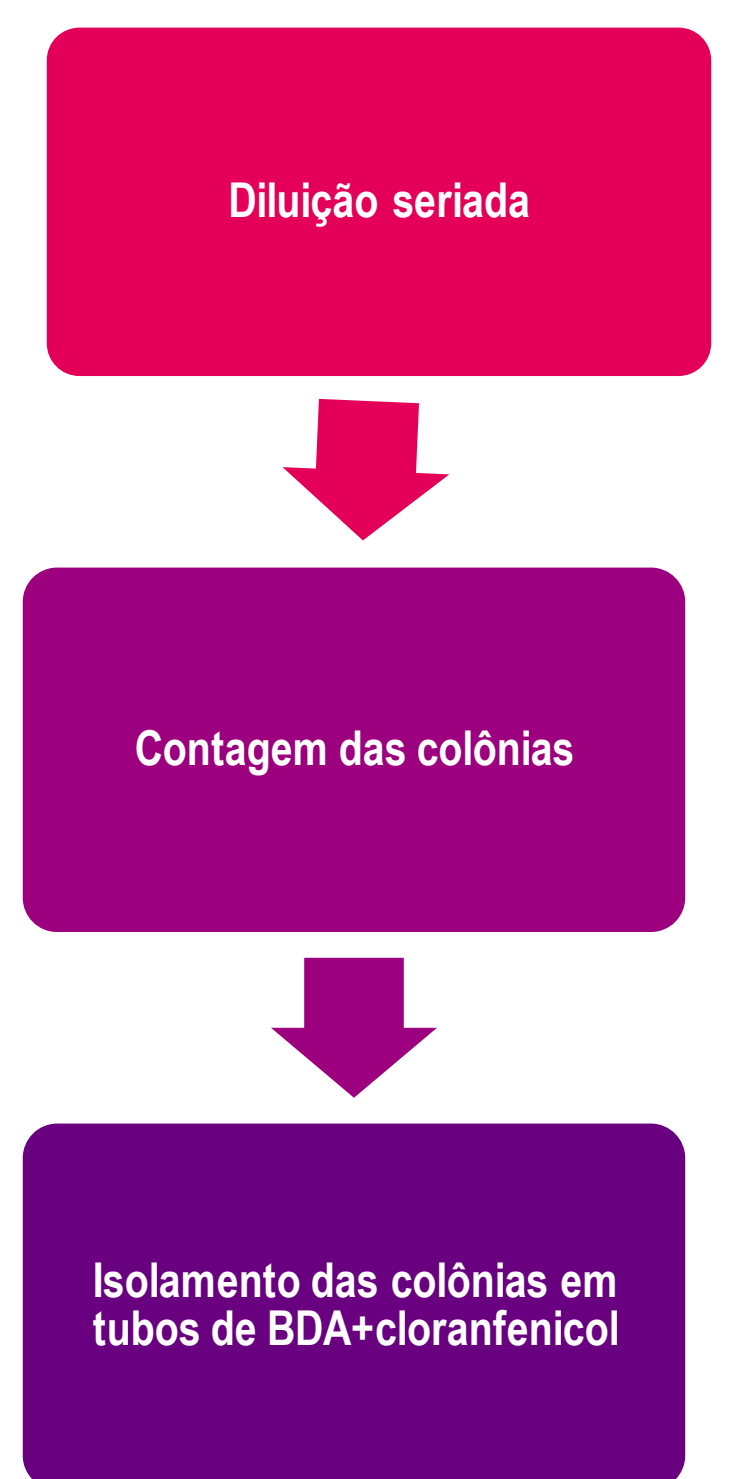 Diluição seriada
Contagem das colônias
Isolamento das colônias em
tubos de BDA+cloranfenicol